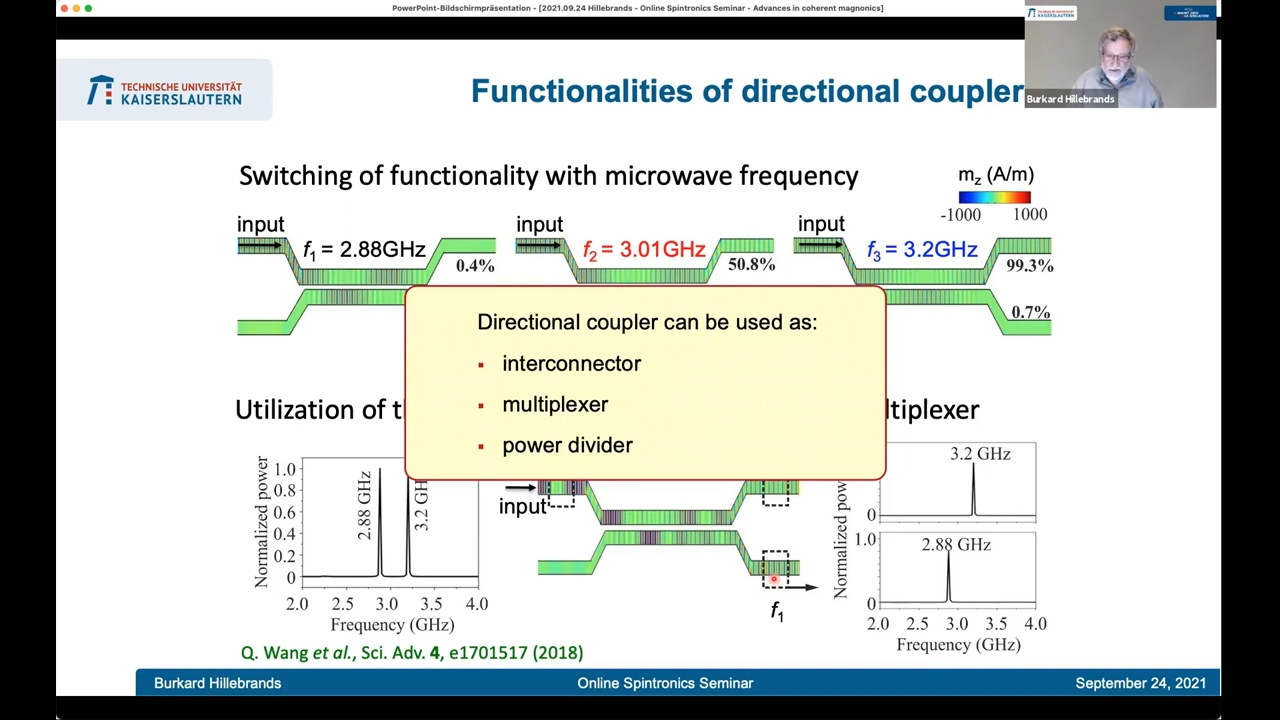 PowerPoint-Bildschirmpräsentation - [2021.09.24 Hillebrands - Online Spintronics Seminar - Advances in coherent magnonics]
TECHNISCHE UNIVERSITÄT
KAISERSLAUTERN
Functionalities of directional coupler
TECHNISCHE UNIVERSITÄT
KAISERSLAUTERN
Burkard Hillebrands
Switching of functionality with microwave frequency
mz (A/m)
-1000 1000
input
f1 = 2.88GHz
0.4%
input
f2 = 3.01GHz
50.8%
input
f3 = 3.2GHz
99.3%
0.7%
Directional coupler can be used as:
▪ interconnector
▪ multiplexer
▪ power divider
Utilization of t
tiplexer
Normalized power
1.0
0.8
0.6
0.4
0.2
0
2.88 GHz
3.2 GH
2.0 2.5 3.0 3.5 4.0
Frequency (GHz)
input
f1
Normalized pow
3.2 GHz
0
1.0
2.88 GHz
0
2.0 2.5 3.0 3.5 4.0
Frequency (GHz)
Q. Wang et al., Sci. Adv. 4, e1701517 (2018)
Burkard Hillebrands
Online Spintronics Seminar
September 24, 2021